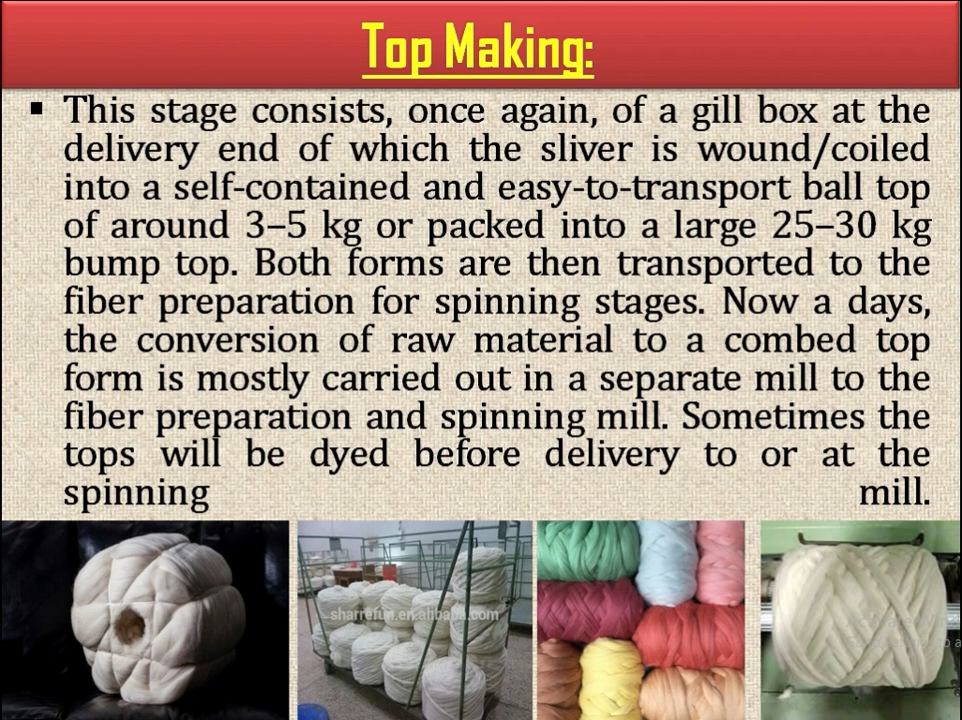 Top Making:
▪ This stage consists, once again, of a gill box at the
delivery end of which the sliver is wound/coiled
into a self-contained and easy-to-transport ball top
of around 3–5 kg or packed into a large 25–30 kg
bump top. Both forms are then transported to the
fiber preparation for spinning stages. Now a days,
the conversion of raw material to a combed top
form is mostly carried out in a separate mill to the
fiber preparation and spinning mill. Sometimes the
tops will be dyed before delivery to or at the
spinning mill.
sharrefun.en.alibaba.com